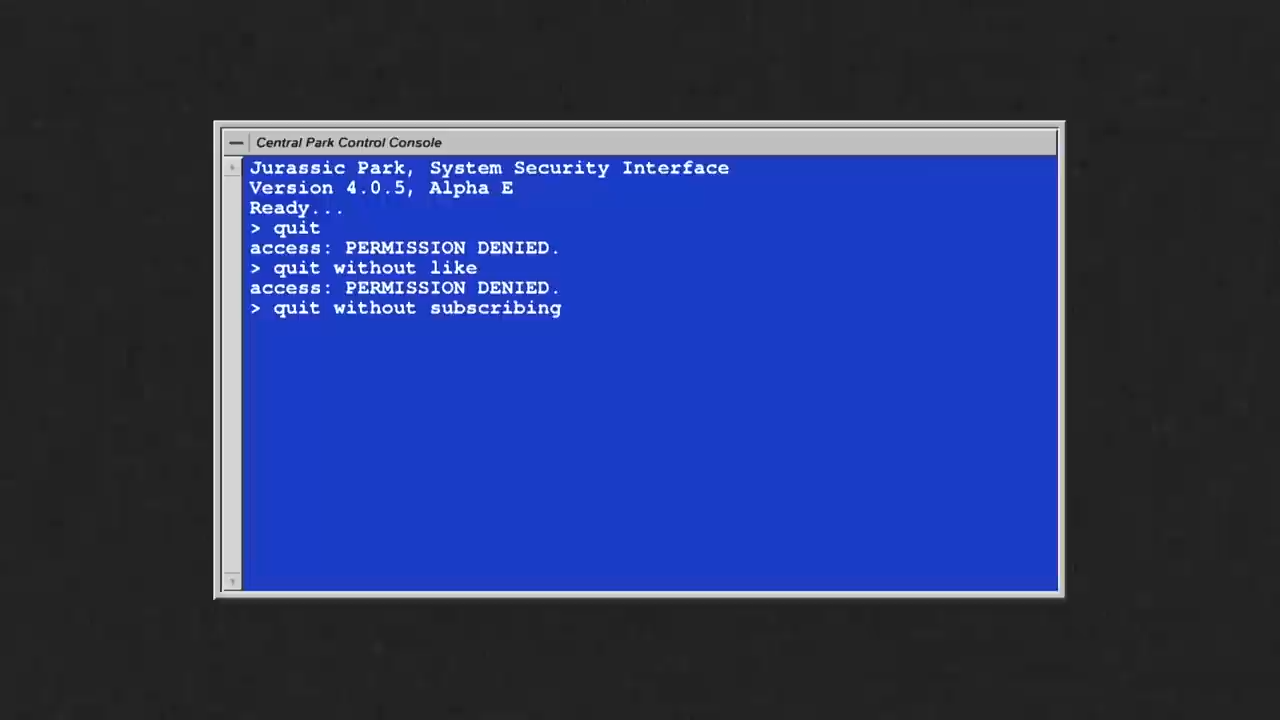 Central Park Control Console
Jurassic Park, System Security Interface
Version 4.0.5, Alpha E
Ready...
> quit
access: PERMISSION DENIED.
> quit without like
access: PERMISSION DENIED.
> quit without subscribing